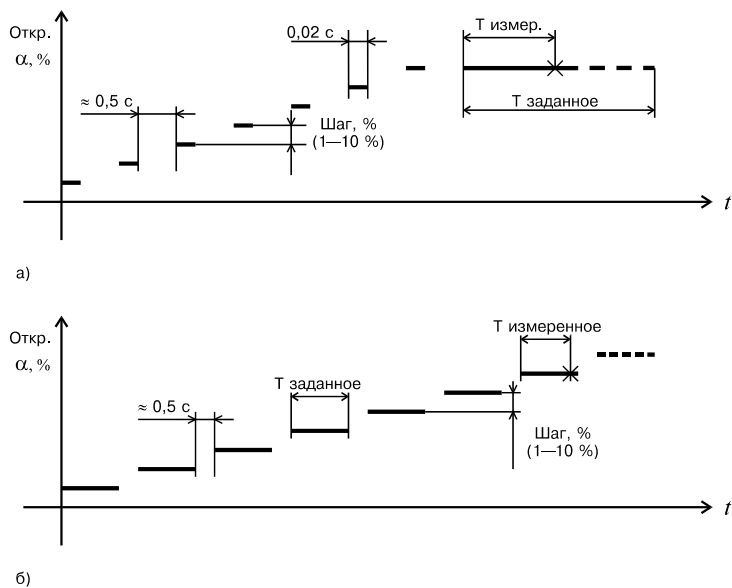 Откр.
α, %
≈ 0,5 с
0,02 с
Шаг, %
(1—10 %)
Т измер.
Т заданное
t
а)
Откр.
α, %
≈ 0,5 с
Т заданное
Т измеренное
Шаг, %
(1—10 %)
t
б)